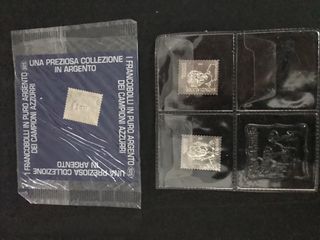 UNA PREZIOSA COLLEZIONE
IN ARGENTO
I FRANCOBOLLI IN PURO ARGENTO
DEI CAMPIONI AZZURRI
UNA PREZIOSA COLLEZIONE
IN ARGENTO
I FRANCOBOLLI IN PURO ARGENTO
DEI CAMPIONI AZZURRI